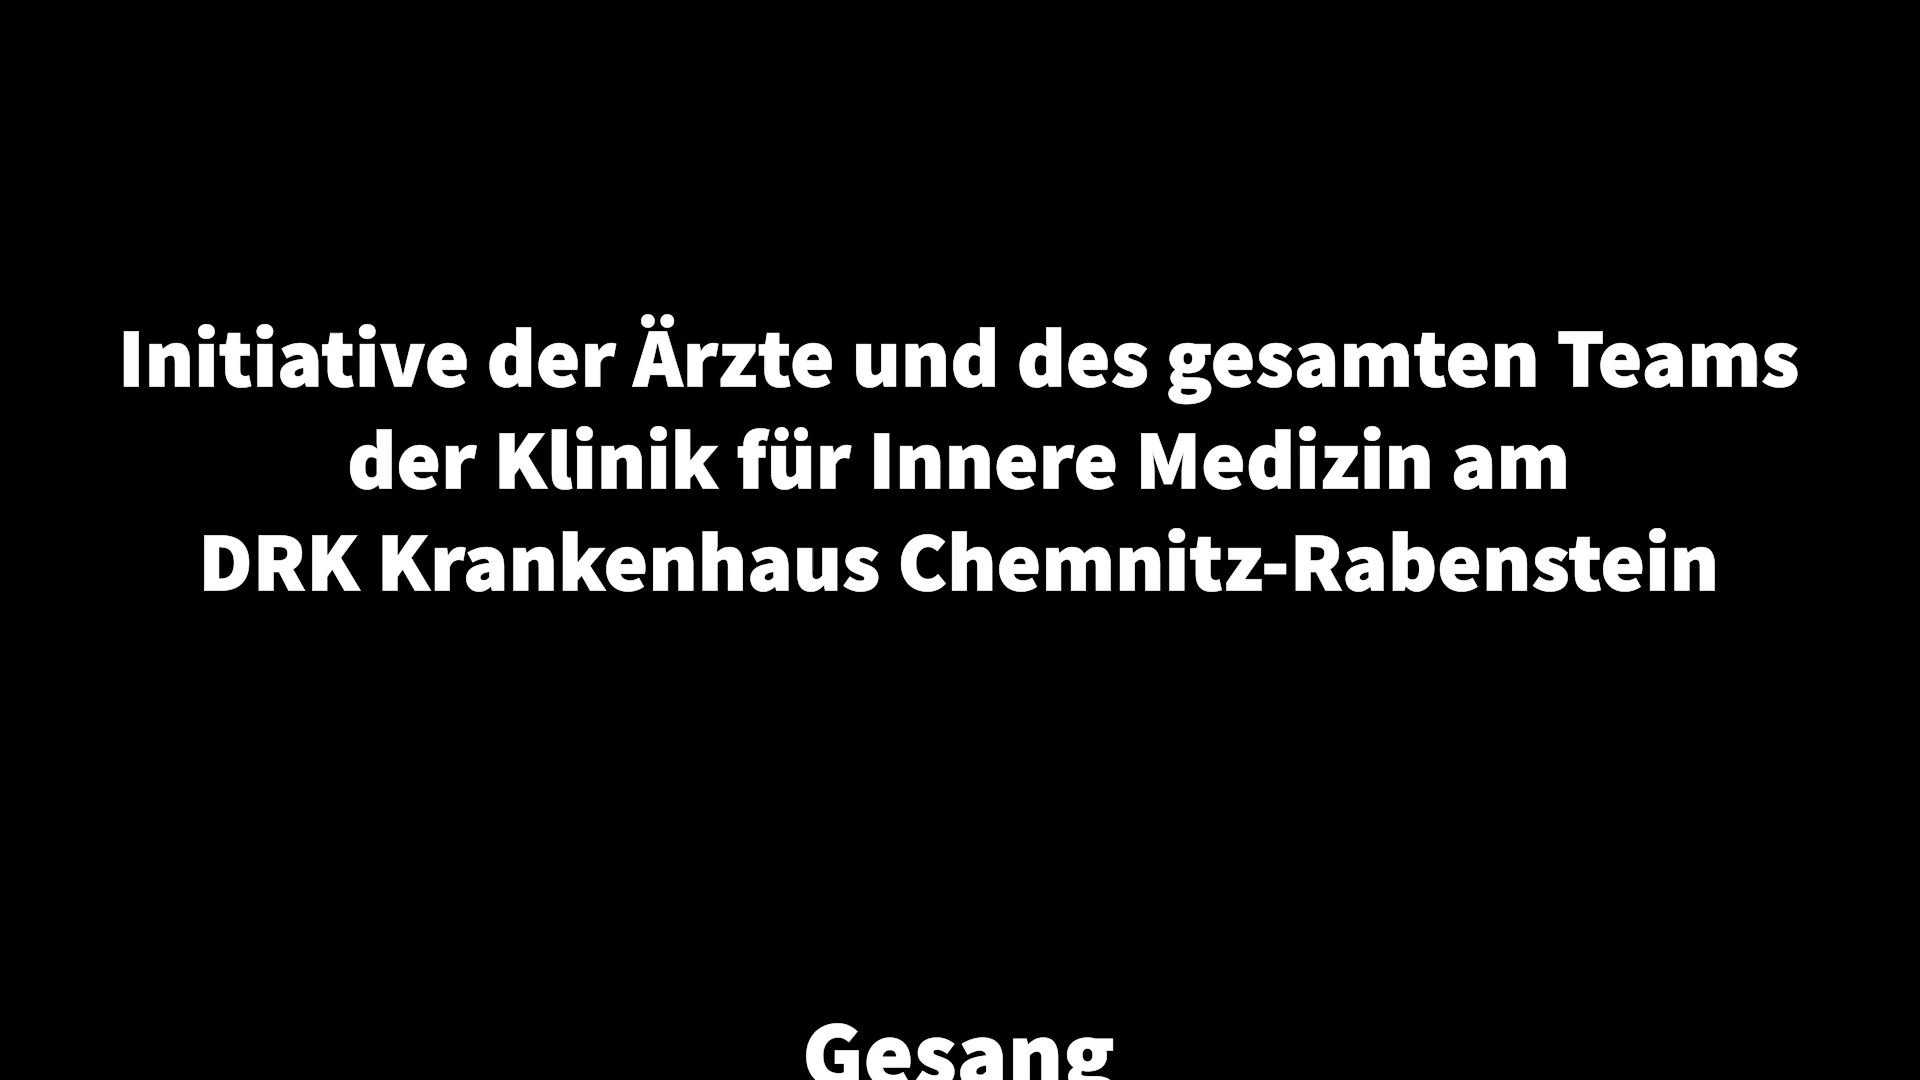 Initiative der Ärzte und des gesamten Teams
der Klinik für Innere Medizin am
DRK Krankenhaus Chemnitz-Rabenstein
Gesang